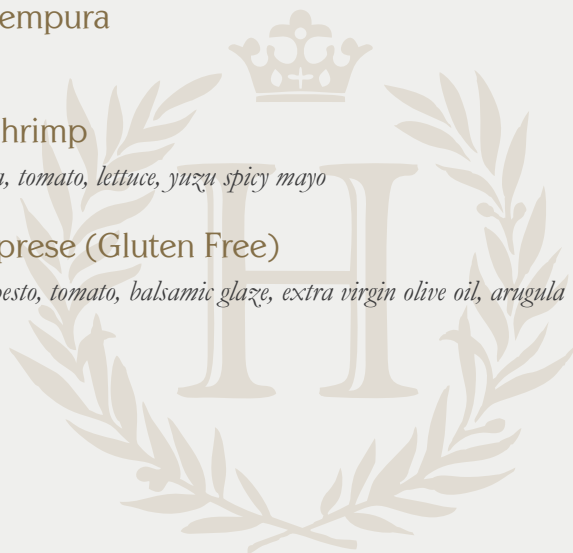 empura
hrimp
, tomato, lettuce, yuzu spicy mayo
prese (Gluten Free)
esto, tomato, balsamic glaze, extra virgin olive oil, arugula
H